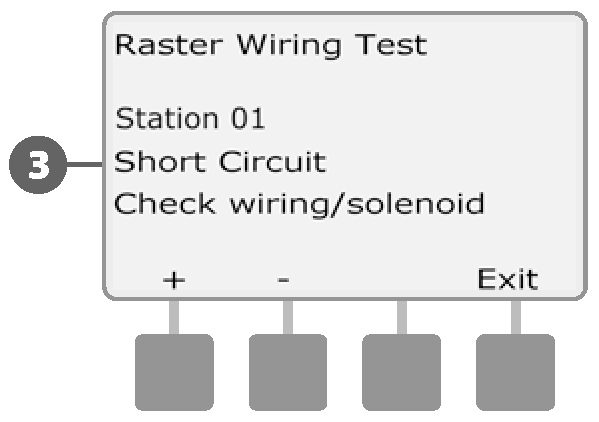 Raster Wiring Test
Station 01
3
Short Circuit
Check wiring/solenoid
+ - Exit